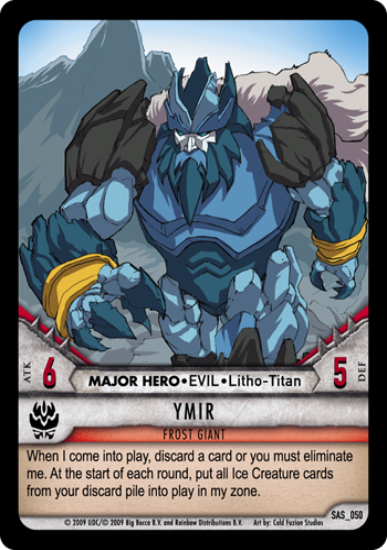 ATK 6 MAJOR HERO•EVIL•Litho-Titan 5 DEF
YMIR
FROST GIANT
When I come into play, discard a card or you must eliminate
me. At the start of each round, put all Ice Creature cards
from your discard pile into play in my zone.
SAS_050
© 2009 UDC/© 2009 Big Bocca B.V. and Rainbow Distributions B.V. Art by: Cold Fusion Studios